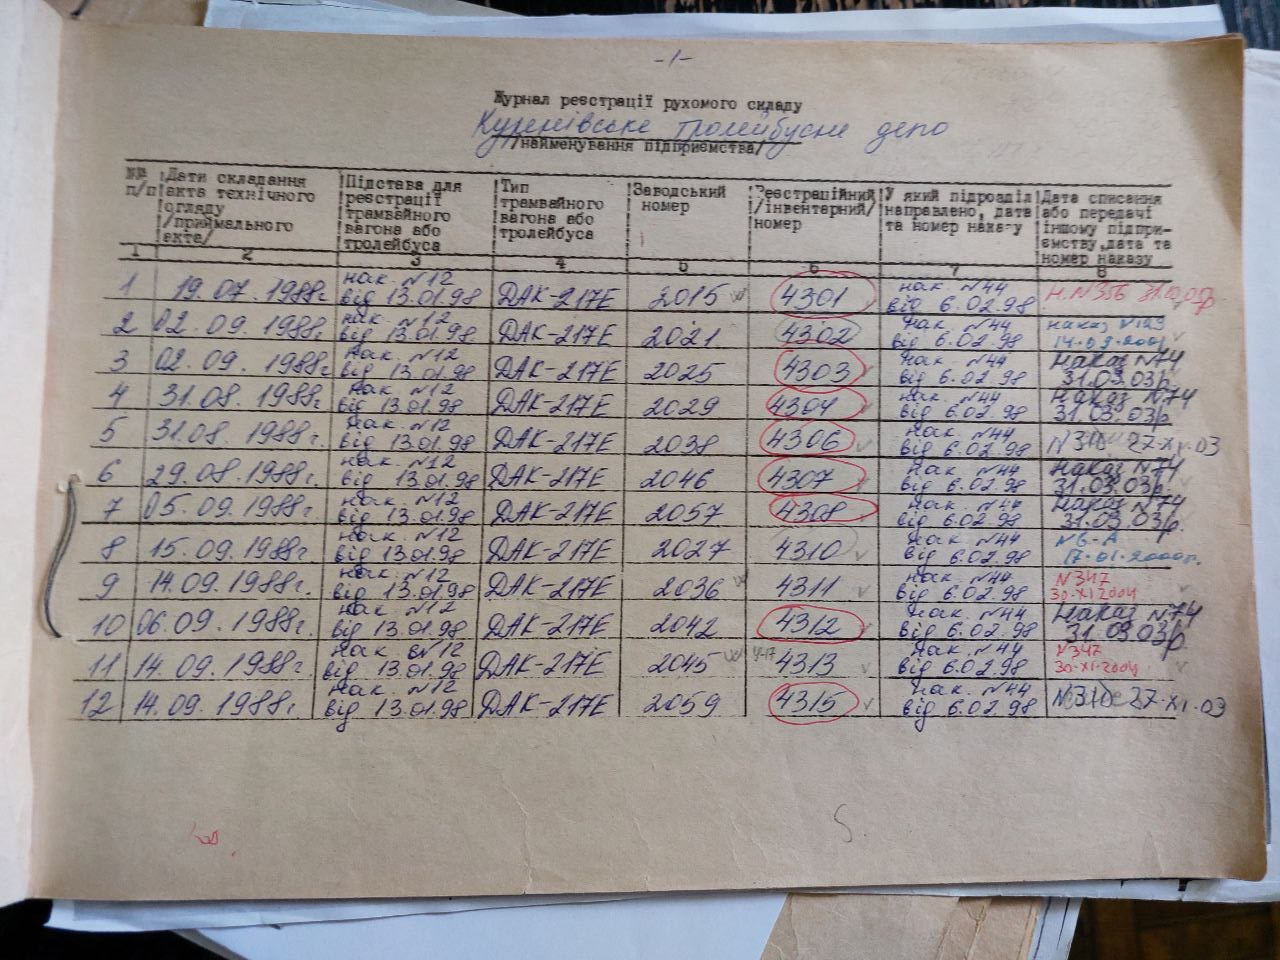 -1-
Журнал реєстрації рухомого складу
Куренівське тролейбусне депо
/найменування підприємства/
№№ п/п | Дати складання акта технічного огляду /приймального акта/ | Підстава для реєстрації трамвайного вагона або тролейбуса | Тип трамвайного вагона або тролейбуса | Заводський номер | Реєстраційний /інвентарний/ номер | У який підрозділ направлено, дата та номер наказу | Дата списання або передачі іншому підприємству, дата та номер наказу
1 | 2 | 3 | 4 | 5 | 6 | 7 | 8
1 | 19.07.1988г | нак. №12 від 13.01.98 | ДАК-217Е | 2015 | 4301 | нак. №44 від 6.02.98 | Н.№356
2 | 02.09.1988г | нак. №12 від 13.01.98 | ДАК-217Е | 2021 | 4302 | нак. №44 від 6.02.98 | наказ
3 | 02.09.1988г | нак. №12 від 13.01.98 | ДАК-217Е | 2025 | 4303 | нак. №44 від 6.02.98 | Наказ №74 31.03.03р
4 | 31.08.1988г | нак. №12 від 13.01.98 | ДАК-217Е | 2029 | 4304 | нак. №44 від 6.02.98 | Наказ №74 31.03.03р
5 | 31.08.1988г. | нак. №12 від 13.01.98 | ДАК-217Е | 2038 | 4306 | нак. №44 від 6.02.98 | №310 27-XI-03
6 | 29.08.1988г. | нак. №12 від 13.01.98 | ДАК-217Е | 2046 | 4307 | нак. №44 від 6.02.98 | Наказ №74 31.03.03р.
7 | 05.09.1988г. | нак. №12 від 13.01.98 | ДАК-217Е | 2057 | 4308 | нак. №44 від 6.02.98 | Наказ №74 31.03.03р.
8 | 15.09.1988г. | нак. №12 від 13.01.98 | ДАК-217Е | 2027 | 4310 | нак. №44 від 6.02.98 | №6-А 17.01.2000г.
9 | 14.09.1988г. | нак. №12 від 13.01.98 | ДАК-217Е | 2036 | 4311 | нак. №44 від 6.02.98 | №347 30-XI-2004
10 | 06.09.1988г. | нак. №12 від 13.01.98 | ДАК-217Е | 2042 | 4312 | нак. №44 від 6.02.98 | Наказ №74 31.03.03р.
11 | 14.09.1988г. | нак. №12 від 13.01.98 | ДАК-217Е | 2045 | 4313 | нак. №44 від 6.02.98 | №347 30-XI-2004
12 | 14.09.1988г. | нак. №12 від 13.01.98 | ДАК-217Е | 2059 | 4315 | нак. №44 від 6.02.98 | №310 27-XI-03